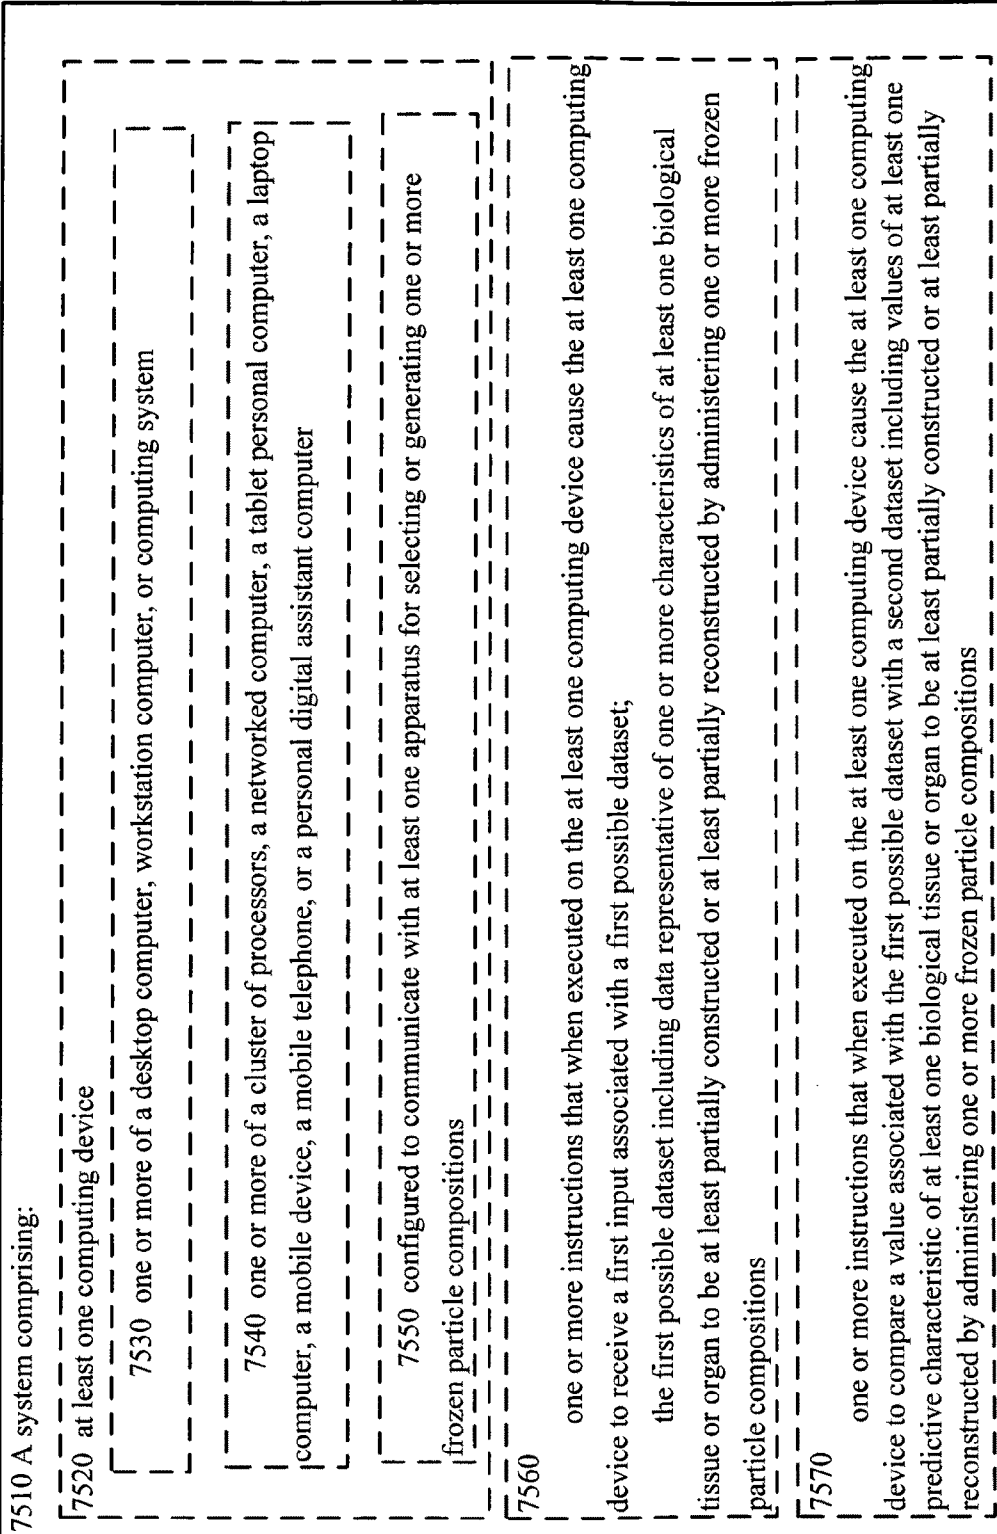 7510 A system comprising:
7520 at least one computing device
7530 one or more of a desktop computer, workstation computer, or computing system
7540 one or more of a cluster of processors, a networked computer, a tablet personal computer, a laptop
computer, a mobile device, a mobile telephone, or a personal digital assistant computer
7550 configured to communicate with at least one apparatus for selecting or generating one or more
frozen particle compositions
7560
one or more instructions that when executed on the at least one computing device cause the at least one computing
device to receive a first input associated with a first possible dataset;
the first possible dataset including data representative of one or more characteristics of at least one biological
tissue or organ to be at least partially constructed or at least partially reconstructed by administering one or more frozen
particle compositions
7570
one or more instructions that when executed on the at least one computing device cause the at least one computing
device to compare a value associated with the first possible dataset with a second dataset including values of at least one
predictive characteristic of at least one biological tissue or organ to be at least partially constructed or at least partially
reconstructed by administering one or more frozen particle compositions